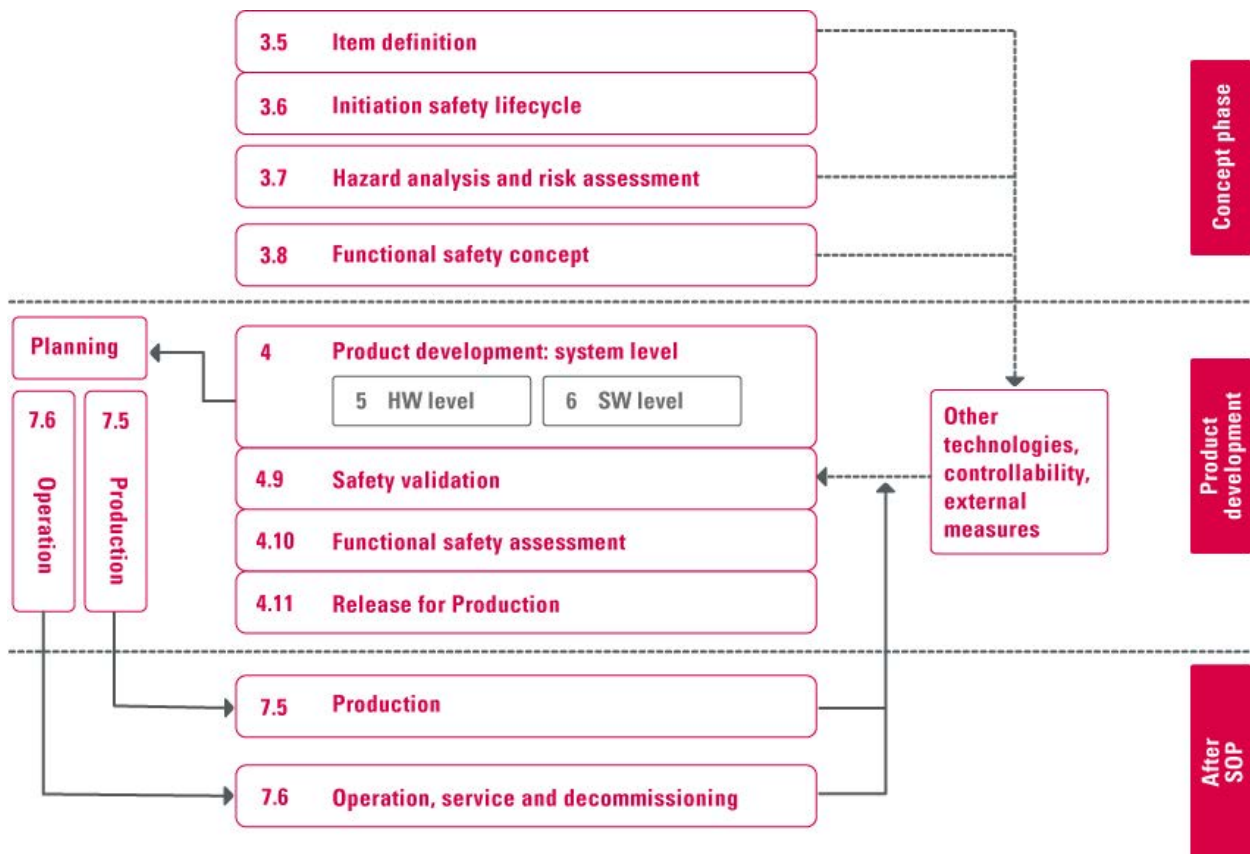 3.5 Item definition
3.6 Initiation safety lifecycle
3.7 Hazard analysis and risk assessment
3.8 Functional safety concept
Concept phase
Planning
7.6 Operation
7.5 Production
4 Product development: system level
5 HW level
6 SW level
4.9 Safety validation
4.10 Functional safety assessment
4.11 Release for Production
Other
technologies,
controllability,
external
measures
Product
development
7.5 Production
7.6 Operation, service and decommissioning
After
SOP